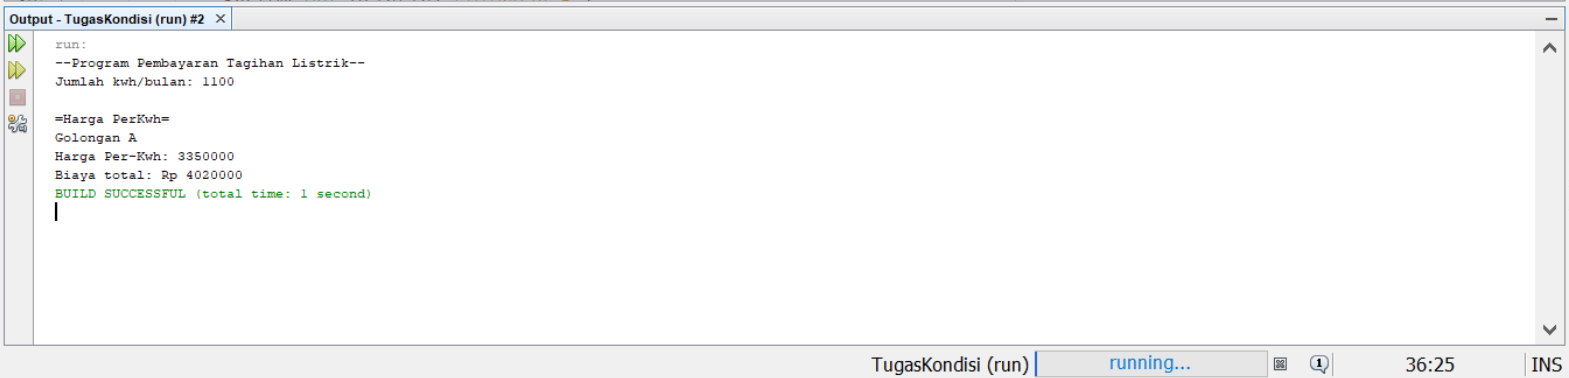 Output - TugasKondisi (run) #2
run:
--Program Pembayaran Tagihan Listrik--
Jumlah kwh/bulan: 1100
=Harga PerKwh=
Golongan A
Harga Per-Kwh: 3350000
Biaya total: Rp 4020000
BUILD SUCCESSFUL (total time: 1 second)
TugasKondisi (run) running... 1 36:25 INS